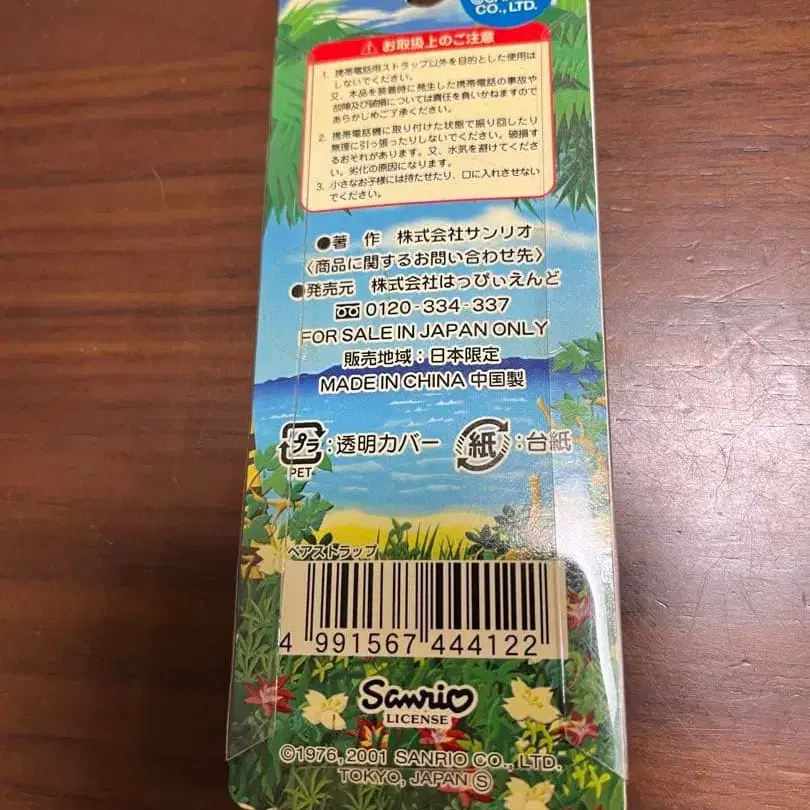 CO., LTD.
⚠ お取扱上のご注意
1. 携帯電話用ストラップ以外を目的とした使用は
しないでください。
又、本品を装着時に発生した携帯電話の事故や
故障及び破損については責任を負いかねますので
あらかじめご了承ください。
2. 携帯電話機に取り付けた状態で振り回したり
無理に引っ張ったりしないでください。破損す
るおそれがあります。又、水気を避けてくださ
い。劣化の原因になります。
3. 小さなお子様には持たせたり、口に入れさせない
でください。
●著 作 株式会社サンリオ
〈商品に関するお問い合わせ先〉
●発売元 株式会社はっぴぃえんど
0120-334-337
FOR SALE IN JAPAN ONLY
販売地域：日本限定
MADE IN CHINA 中国製
プラ：透明カバー 紙：台紙
PET
ペアストラップ
4 991567 444122
Sanrio
LICENSE
©1976, 2001 SANRIO CO., LTD.
TOKYO, JAPAN Ⓢ